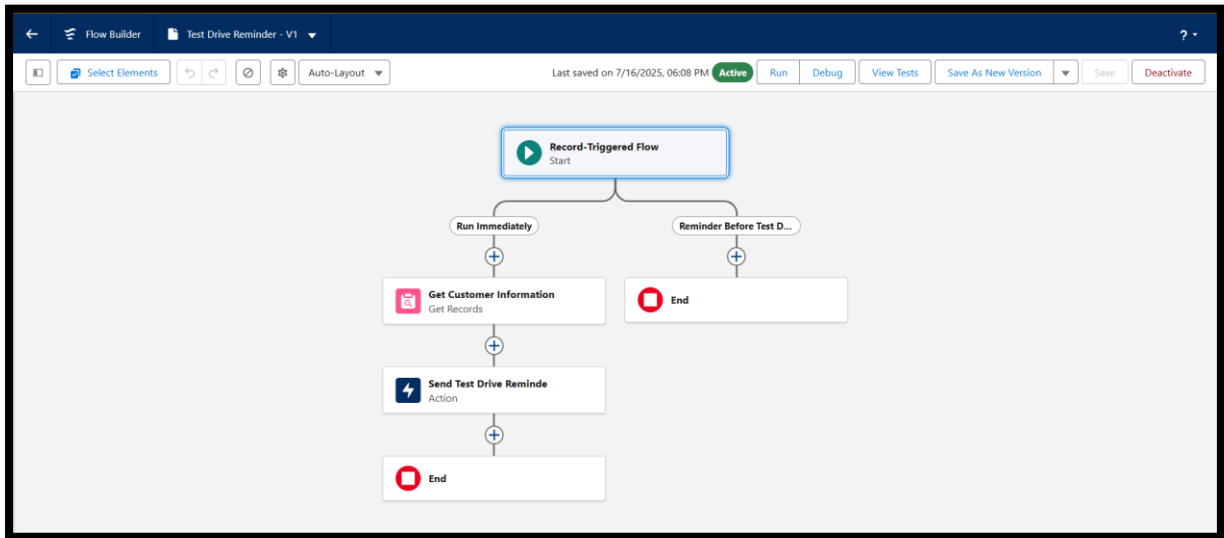 Flow Builder
Test Drive Reminder - V1
?
Select Elements
Auto-Layout
Last saved on 7/16/2025, 06:08 PM
Active
Run
Debug
View Tests
Save As New Version
Save
Deactivate
Record-Triggered Flow
Start
Run Immediately
Reminder Before Test D...
Get Customer Information
Get Records
End
Send Test Drive Reminde
Action
End